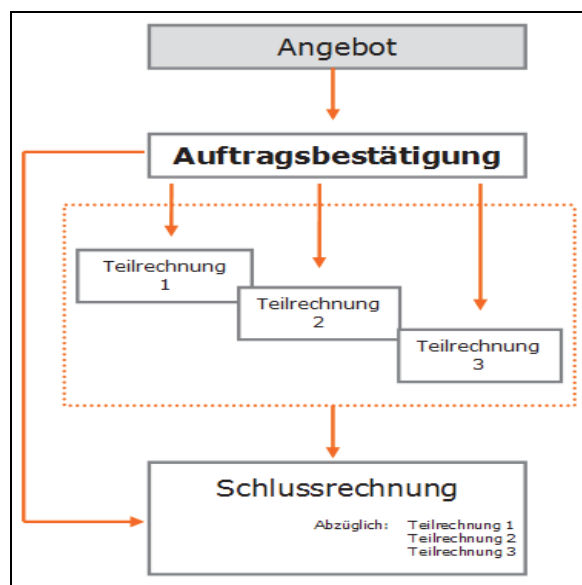 Angebot
Auftragsbestätigung
Teilrechnung
1
Teilrechnung
2
Teilrechnung
3
Schlussrechnung
Abzüglich: Teilrechnung 1
Teilrechnung 2
Teilrechnung 3